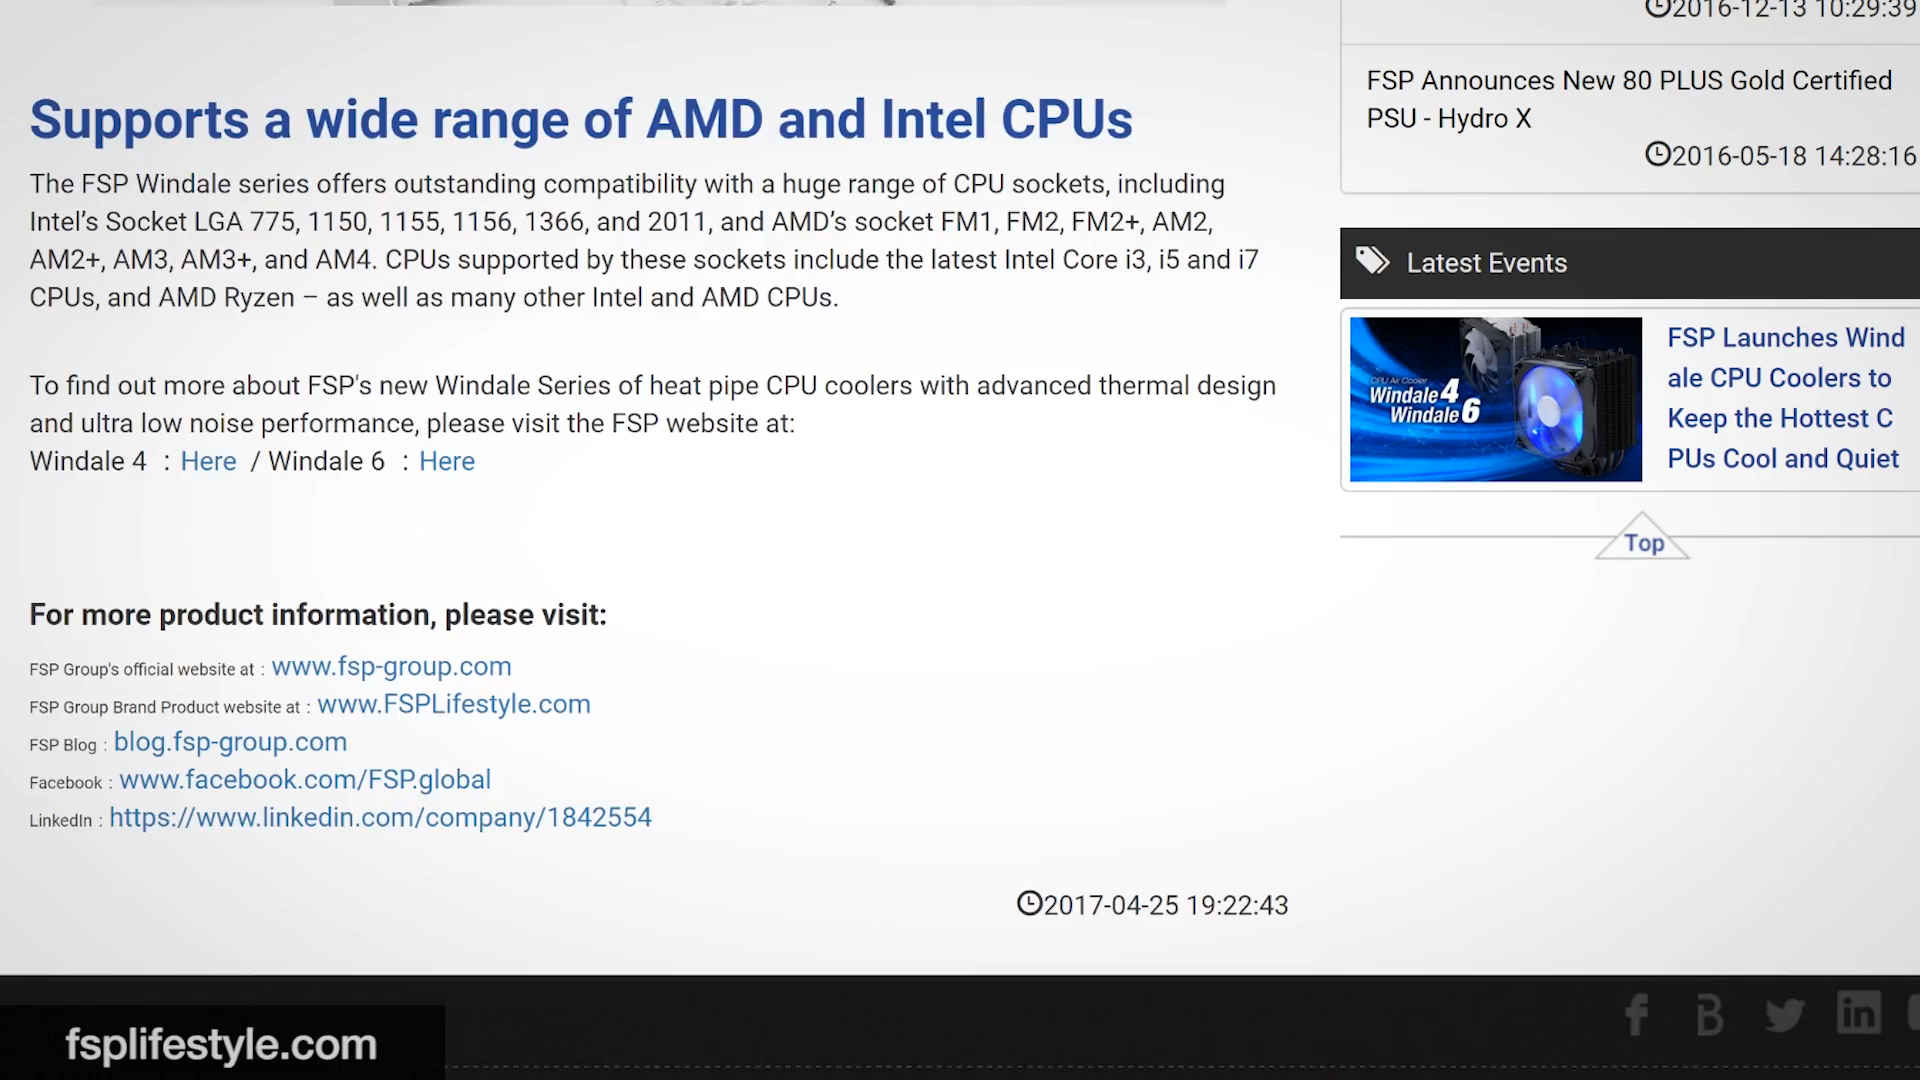 Supports a wide range of AMD and Intel CPUs
The FSP Windale series offers outstanding compatibility with a huge range of CPU sockets, including
Intel’s Socket LGA 775, 1150, 1155, 1156, 1366, and 2011, and AMD’s socket FM1, FM2, FM2+, AM2,
AM2+, AM3, AM3+, and AM4. CPUs supported by these sockets include the latest Intel Core i3, i5 and i7
CPUs, and AMD Ryzen – as well as many other Intel and AMD CPUs.
To find out more about FSP's new Windale Series of heat pipe CPU coolers with advanced thermal design
and ultra low noise performance, please visit the FSP website at:
Windale 4 : Here / Windale 6 : Here
For more product information, please visit:
FSP Group's official website at : www.fsp-group.com
FSP Group Brand Product website at : www.FSPLifestyle.com
FSP Blog : blog.fsp-group.com
Facebook : www.facebook.com/FSP.global
LinkedIn : https://www.linkedin.com/company/1842554
2017-04-25 19:22:43
2016-12-13 10:29:39
FSP Announces New 80 PLUS Gold Certified
PSU - Hydro X
2016-05-18 14:28:16
Latest Events
CPU Air Cooler
Windale 4
Windale 6
FSP Launches Wind
ale CPU Coolers to
Keep the Hottest C
PUs Cool and Quiet
Top
fsplifestyle.com